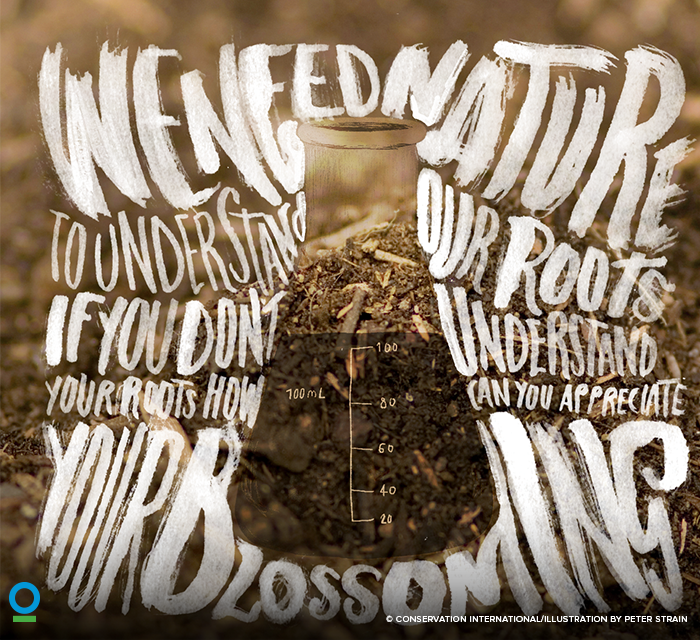 WE NEED NATURE
TO UNDERSTAND OUR ROOTS
IF YOU DON'T UNDERSTAND
YOUR ROOTS HOW CAN YOU APPRECIATE
YOUR BLOSSOMING
100
100 mL
80
60
40
20
© CONSERVATION INTERNATIONAL/ILLUSTRATION BY PETER STRAIN